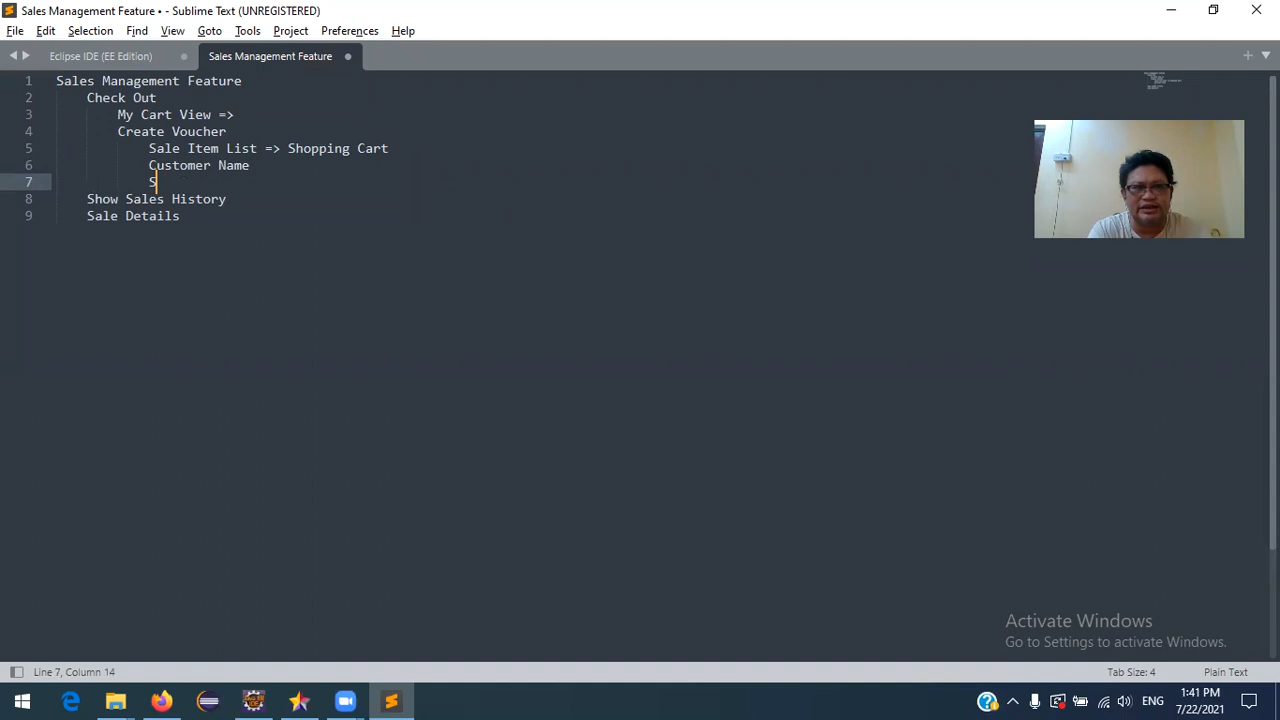 Sales Management Feature • - Sublime Text (UNREGISTERED)
File Edit Selection Find View Goto Tools Project Preferences Help
Eclipse IDE (EE Edition) Sales Management Feature
1 Sales Management Feature
2 Check Out
3 My Cart View =>
4 Create Voucher
5 Sale Item List => Shopping Cart
6 Customer Name
7 S
8 Show Sales History
9 Sale Details
Activate Windows
Go to Settings to activate Windows.
Line 7, Column 14 Tab Size: 4 Plain Text
ENG 1:41 PM
7/22/2021